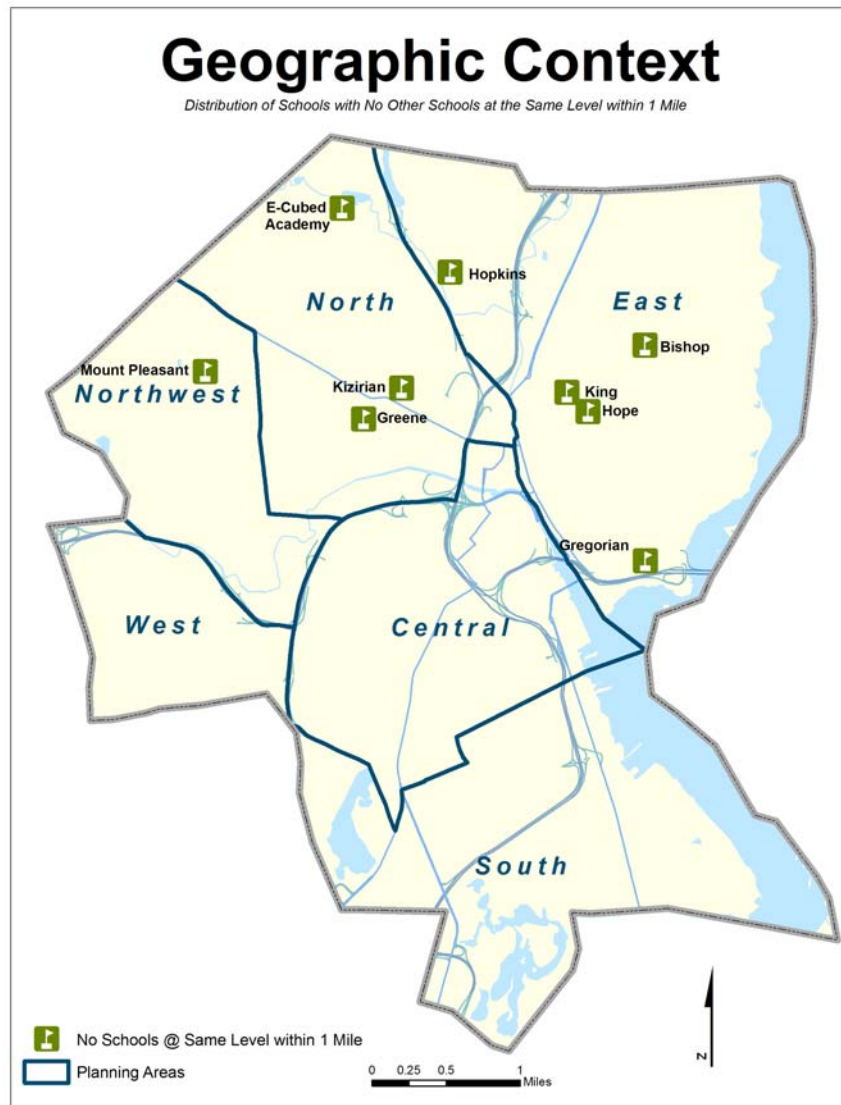 Geographic Context
Distribution of Schools with No Other Schools at the Same Level within 1 Mile
E-Cubed
Academy
Hopkins
North
East
Bishop
Mount Pleasant
Northwest
Kizirian
King
Greene
Hope
Gregorian
West
Central
South
No Schools @ Same Level within 1 Mile
Planning Areas
0 0.25 0.5 1
Miles
N